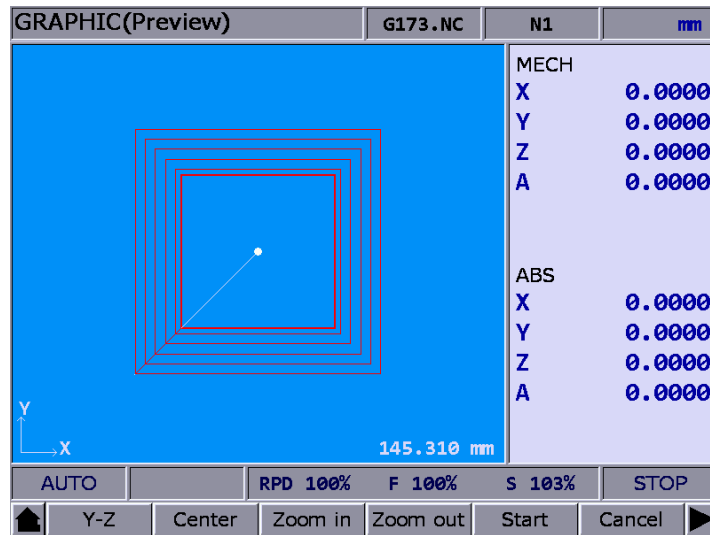 GRAPHIC(Preview) G173.NC N1 mm
MECH
X 0.0000
Y 0.0000
Z 0.0000
A 0.0000
ABS
X 0.0000
Y 0.0000
Z 0.0000
A 0.0000
Y
X
145.310 mm
AUTO RPD 100% F 100% S 103% STOP
Y-Z Center Zoom in Zoom out Start Cancel